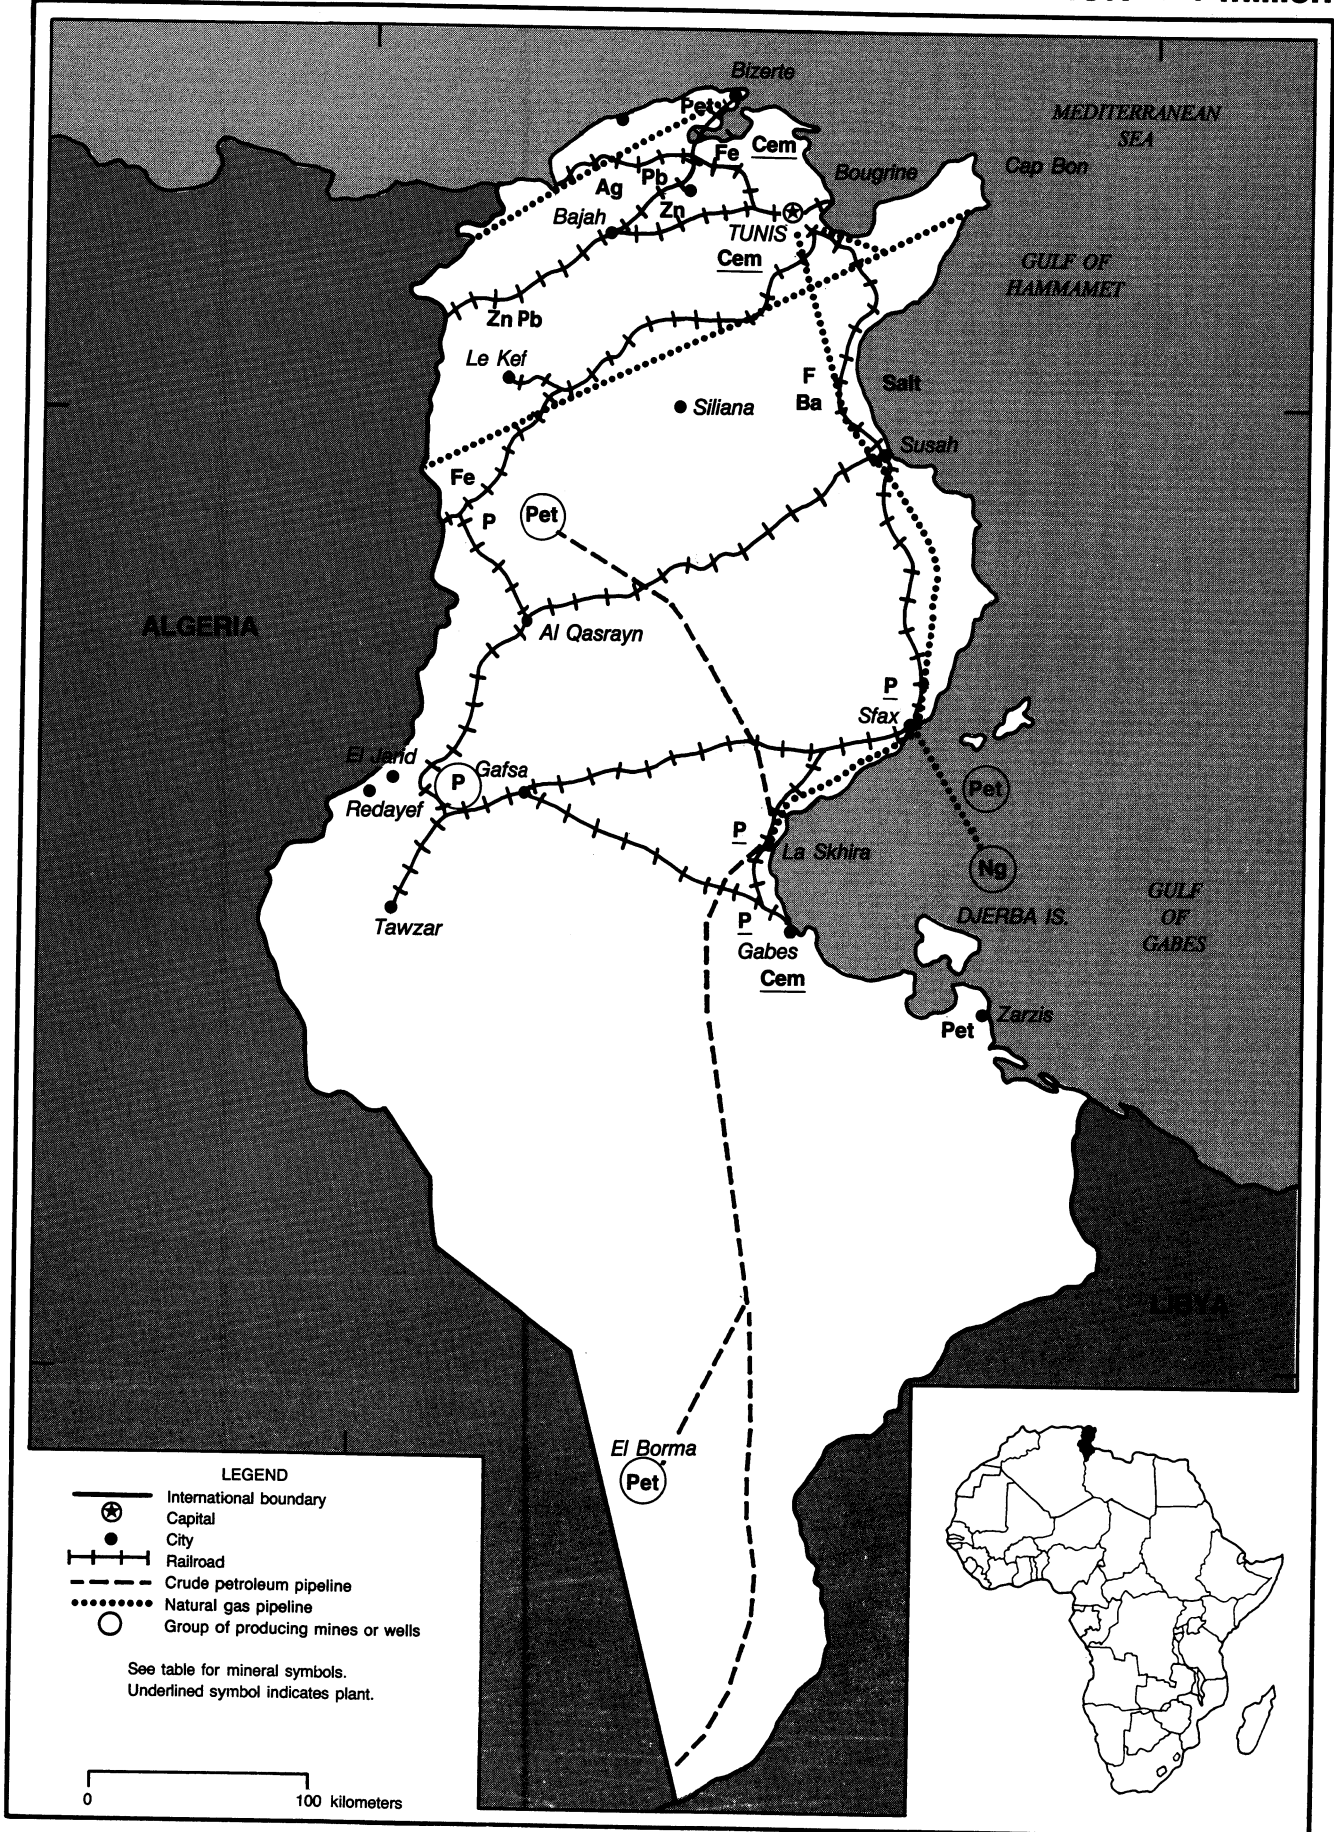 Bizerte
Pet
MEDITERRANEAN
SEA
Cem
Fe
Bougrine
Cap Bon
Pb
Ag
Zn
Bajah
TUNIS
Cem
GULF OF
HAMMAMET
Zn Pb
Le Kef
F
Ba
Salt
Siliana
Susah
Fe
P
Pet
ALGERIA
Al Qasrayn
P
Sfax
El Jarid
Gafsa
P
Redayef
Pet
P
La Skhira
Ng
GULF
OF
GABES
DJERBA IS.
Tawzar
P
Gabes
Cem
Zarzis
Pet
LIBYA
El Borma
Pet
LEGEND
International boundary
Capital
City
Railroad
Crude petroleum pipeline
Natural gas pipeline
Group of producing mines or wells
See table for mineral symbols.
Underlined symbol indicates plant.
0 100 kilometers